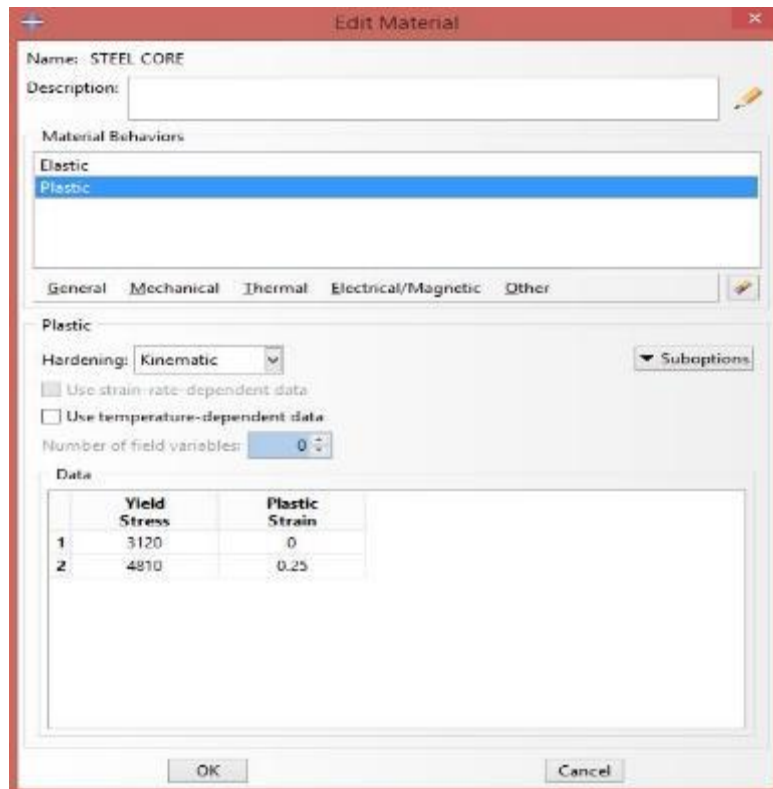 Edit Material
Name: STEEL CORE
Description:
Material Behaviors
Elastic
Plastic
General Mechanical Thermal Electrical/Magnetic Other
Plastic
Hardening: Kinematic
Suboptions
Use strain-rate-dependent data
Use temperature-dependent data
Number of field variables: 0
Data
Yield Stress Plastic Strain
1 3120 0
2 4810 0.25
OK Cancel